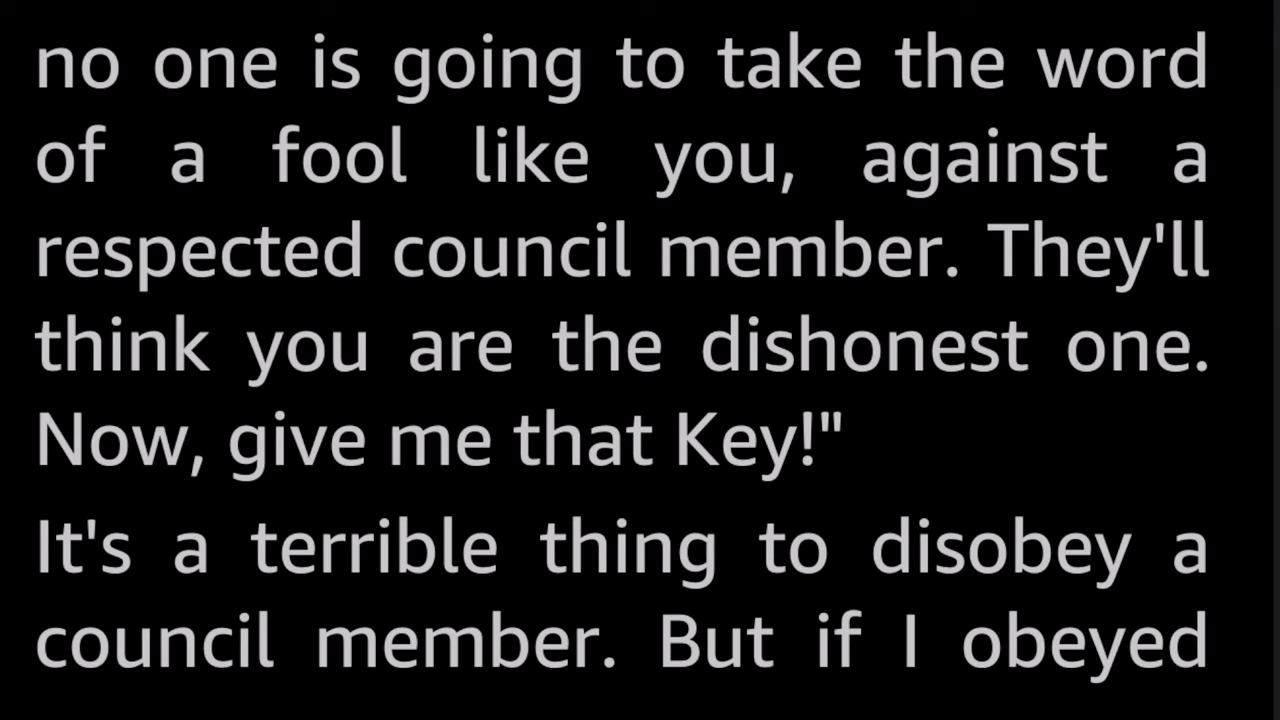 no one is going to take the word
of a fool like you, against a
respected council member. They'll
think you are the dishonest one.
Now, give me that Key!"
It's a terrible thing to disobey a
council member. But if I obeyed